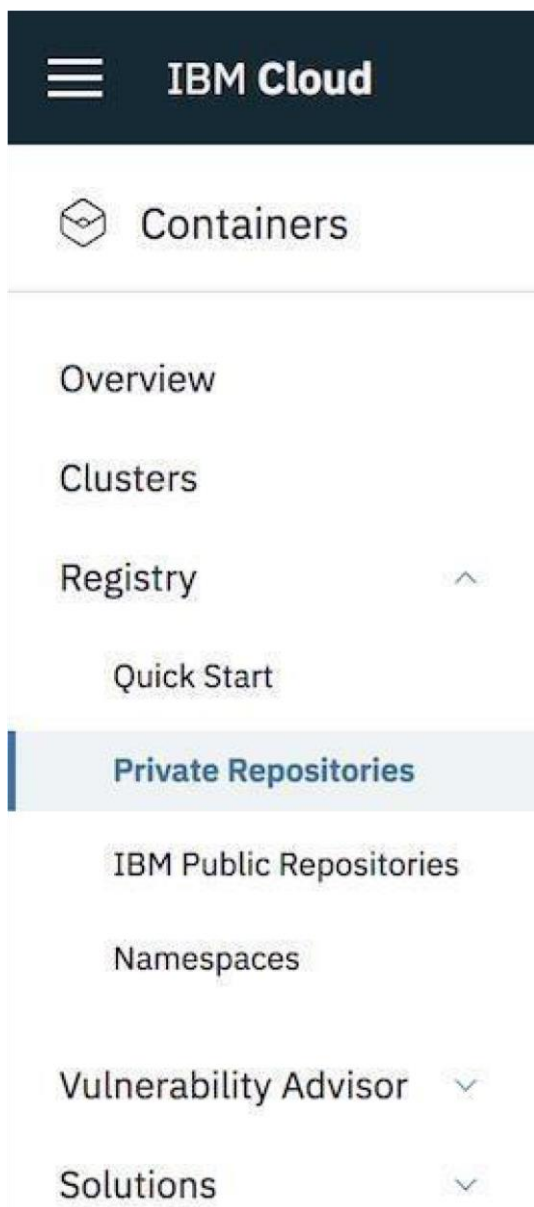 IBM Cloud
Containers
Overview
Clusters
Registry
Quick Start
Private Repositories
IBM Public Repositories
Namespaces
Vulnerability Advisor
Solutions